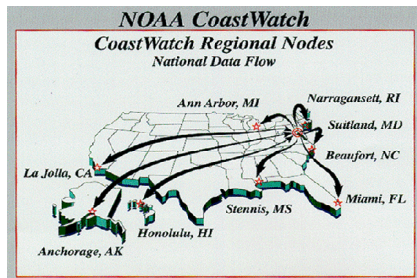 NOAA CoastWatch
CoastWatch Regional Nodes
National Data Flow
Ann Arbor, MI
Narragansett, RI
Suitland, MD
Beaufort, NC
La Jolla, CA
Miami, FL
Stennis, MS
Honolulu, HI
Anchorage, AK